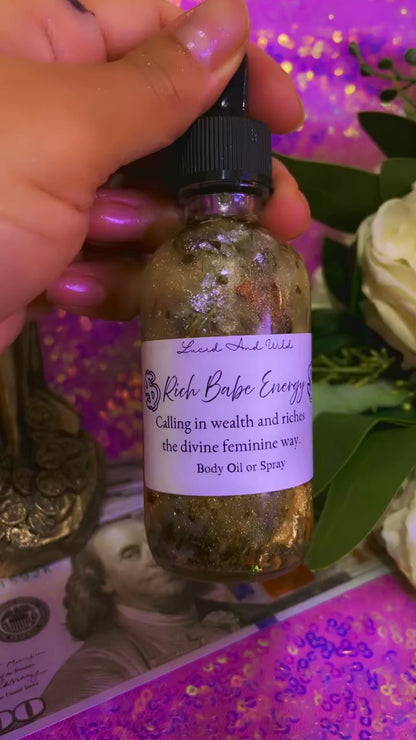 Lucid And Wild
Rich Babe Energy
Calling in wealth and riches
the divine feminine way.
Body Oil or Spray